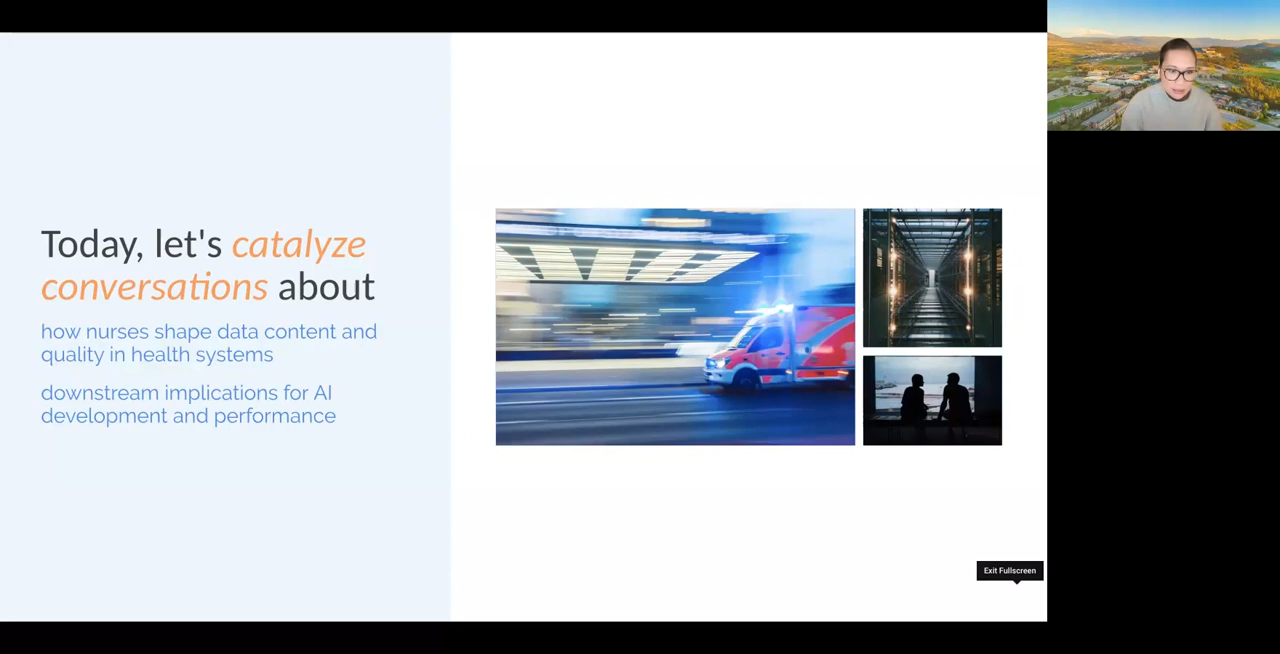 Today, let's catalyze
conversations about
how nurses shape data content and
quality in health systems
downstream implications for AI
development and performance
Exit Fullscreen